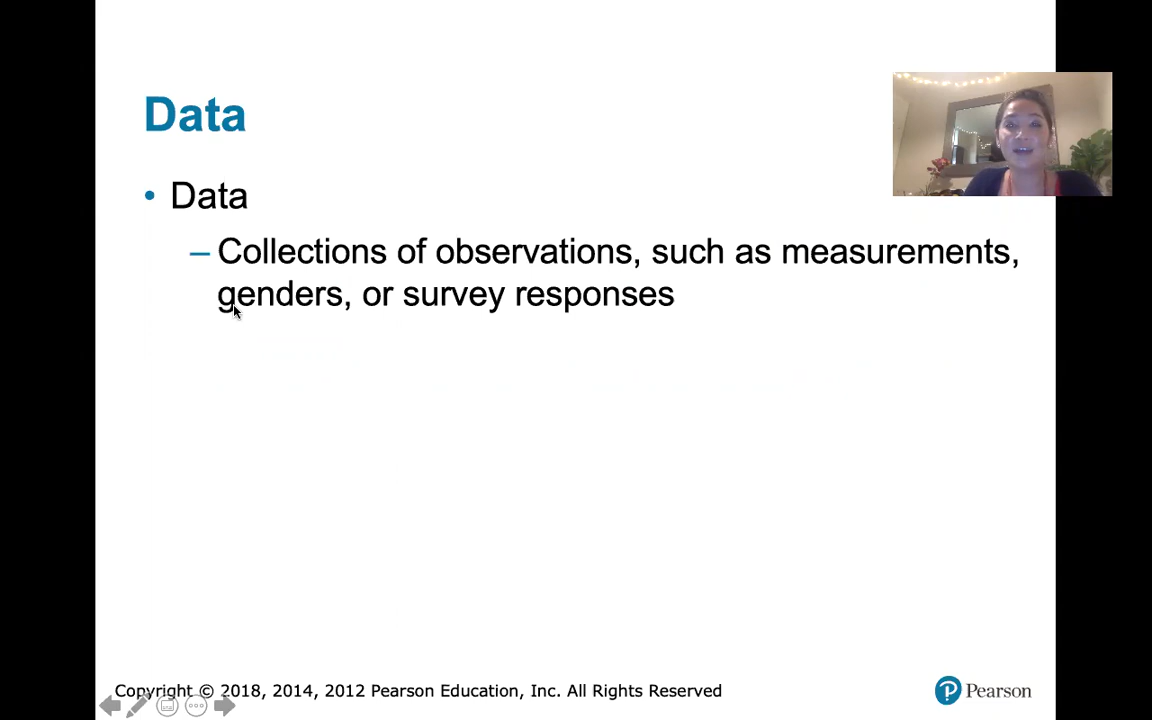 Data
• Data
– Collections of observations, such as measurements,
genders, or survey responses
Copyright © 2018, 2014, 2012 Pearson Education, Inc. All Rights Reserved
Pearson